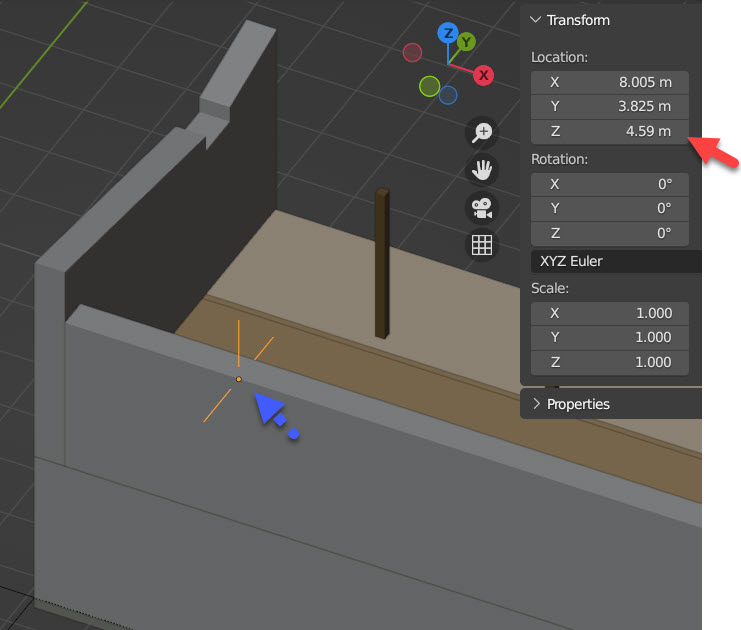 Z
Y
X
Transform
Location:
X 8.005 m
Y 3.825 m
Z 4.59 m
Rotation:
X 0°
Y 0°
Z 0°
XYZ Euler
Scale:
X 1.000
Y 1.000
Z 1.000
Properties